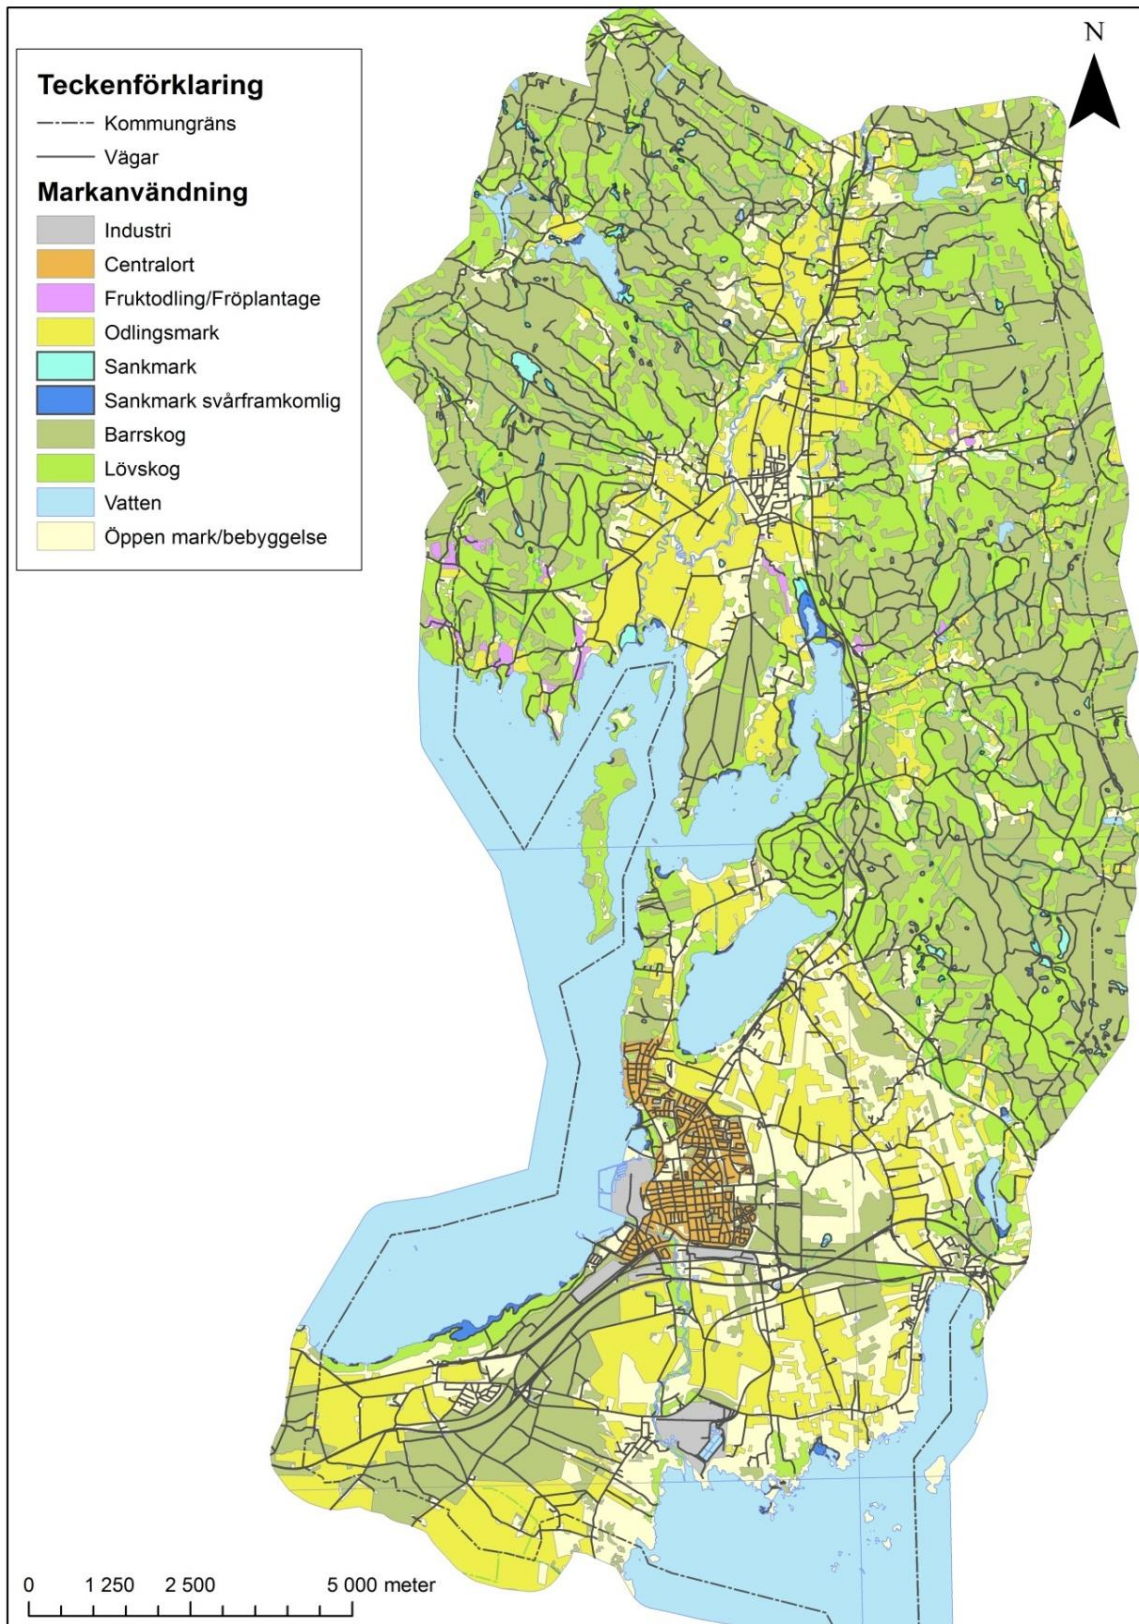 N
Teckenförklaring
Kommungräns
Vägar
Markanvändning
Industri
Centralort
Fruktodling/Fröplantage
Odlingsmark
Sankmark
Sankmark svårframkomlig
Barrskog
Lövskog
Vatten
Öppen mark/bebyggelse
0 1 250 2 500 5 000 meter